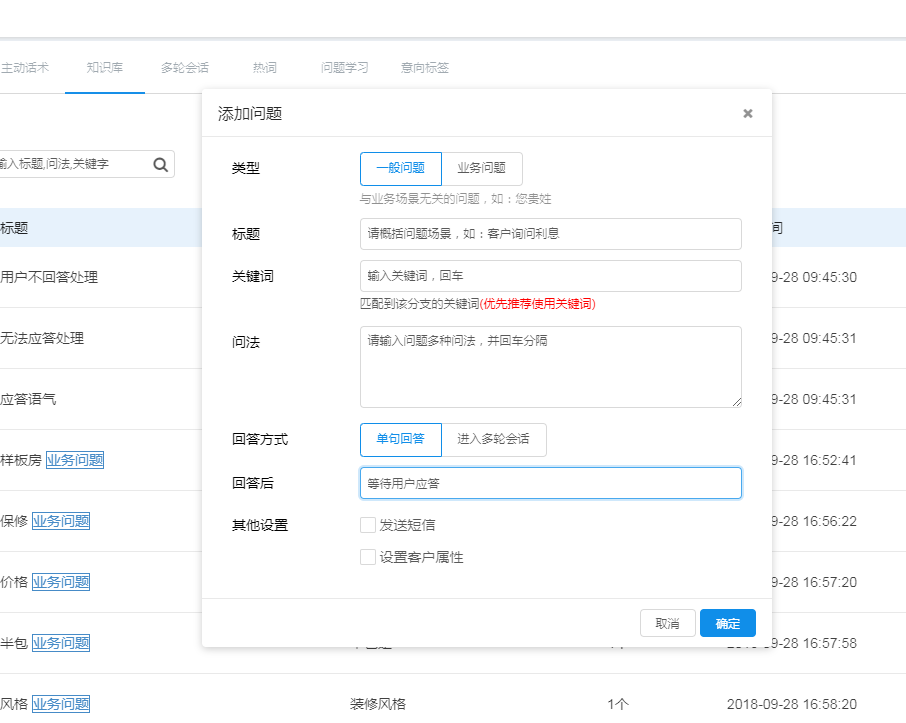 主动话术 知识库 多轮会话 热词 问题学习 意向标签
添加问题
类型 一般问题 业务问题
与业务场景无关的问题，如：您贵姓
输入标题,问法,关键字
标题 请概括问题场景，如：客户询问利息
标题 间
关键词 输入关键词，回车
用户不回答处理 9-28 09:45:30
匹配到该分支的关键词(优先推荐使用关键词)
无法应答处理 9-28 09:45:31
问法 请输入问题多种问法，并回车分隔
应答语气 9-28 09:45:31
回答方式 单句回答 进入多轮会话
样板房 业务问题 9-28 16:52:41
回答后 等待用户应答
保修 业务问题 9-28 16:56:22
其他设置 发送短信
设置客户属性
价格 业务问题 9-28 16:57:20
取消 确定
半包 业务问题 2018-09-28 16:57:58
风格 业务问题 装修风格 1个 2018-09-28 16:58:20